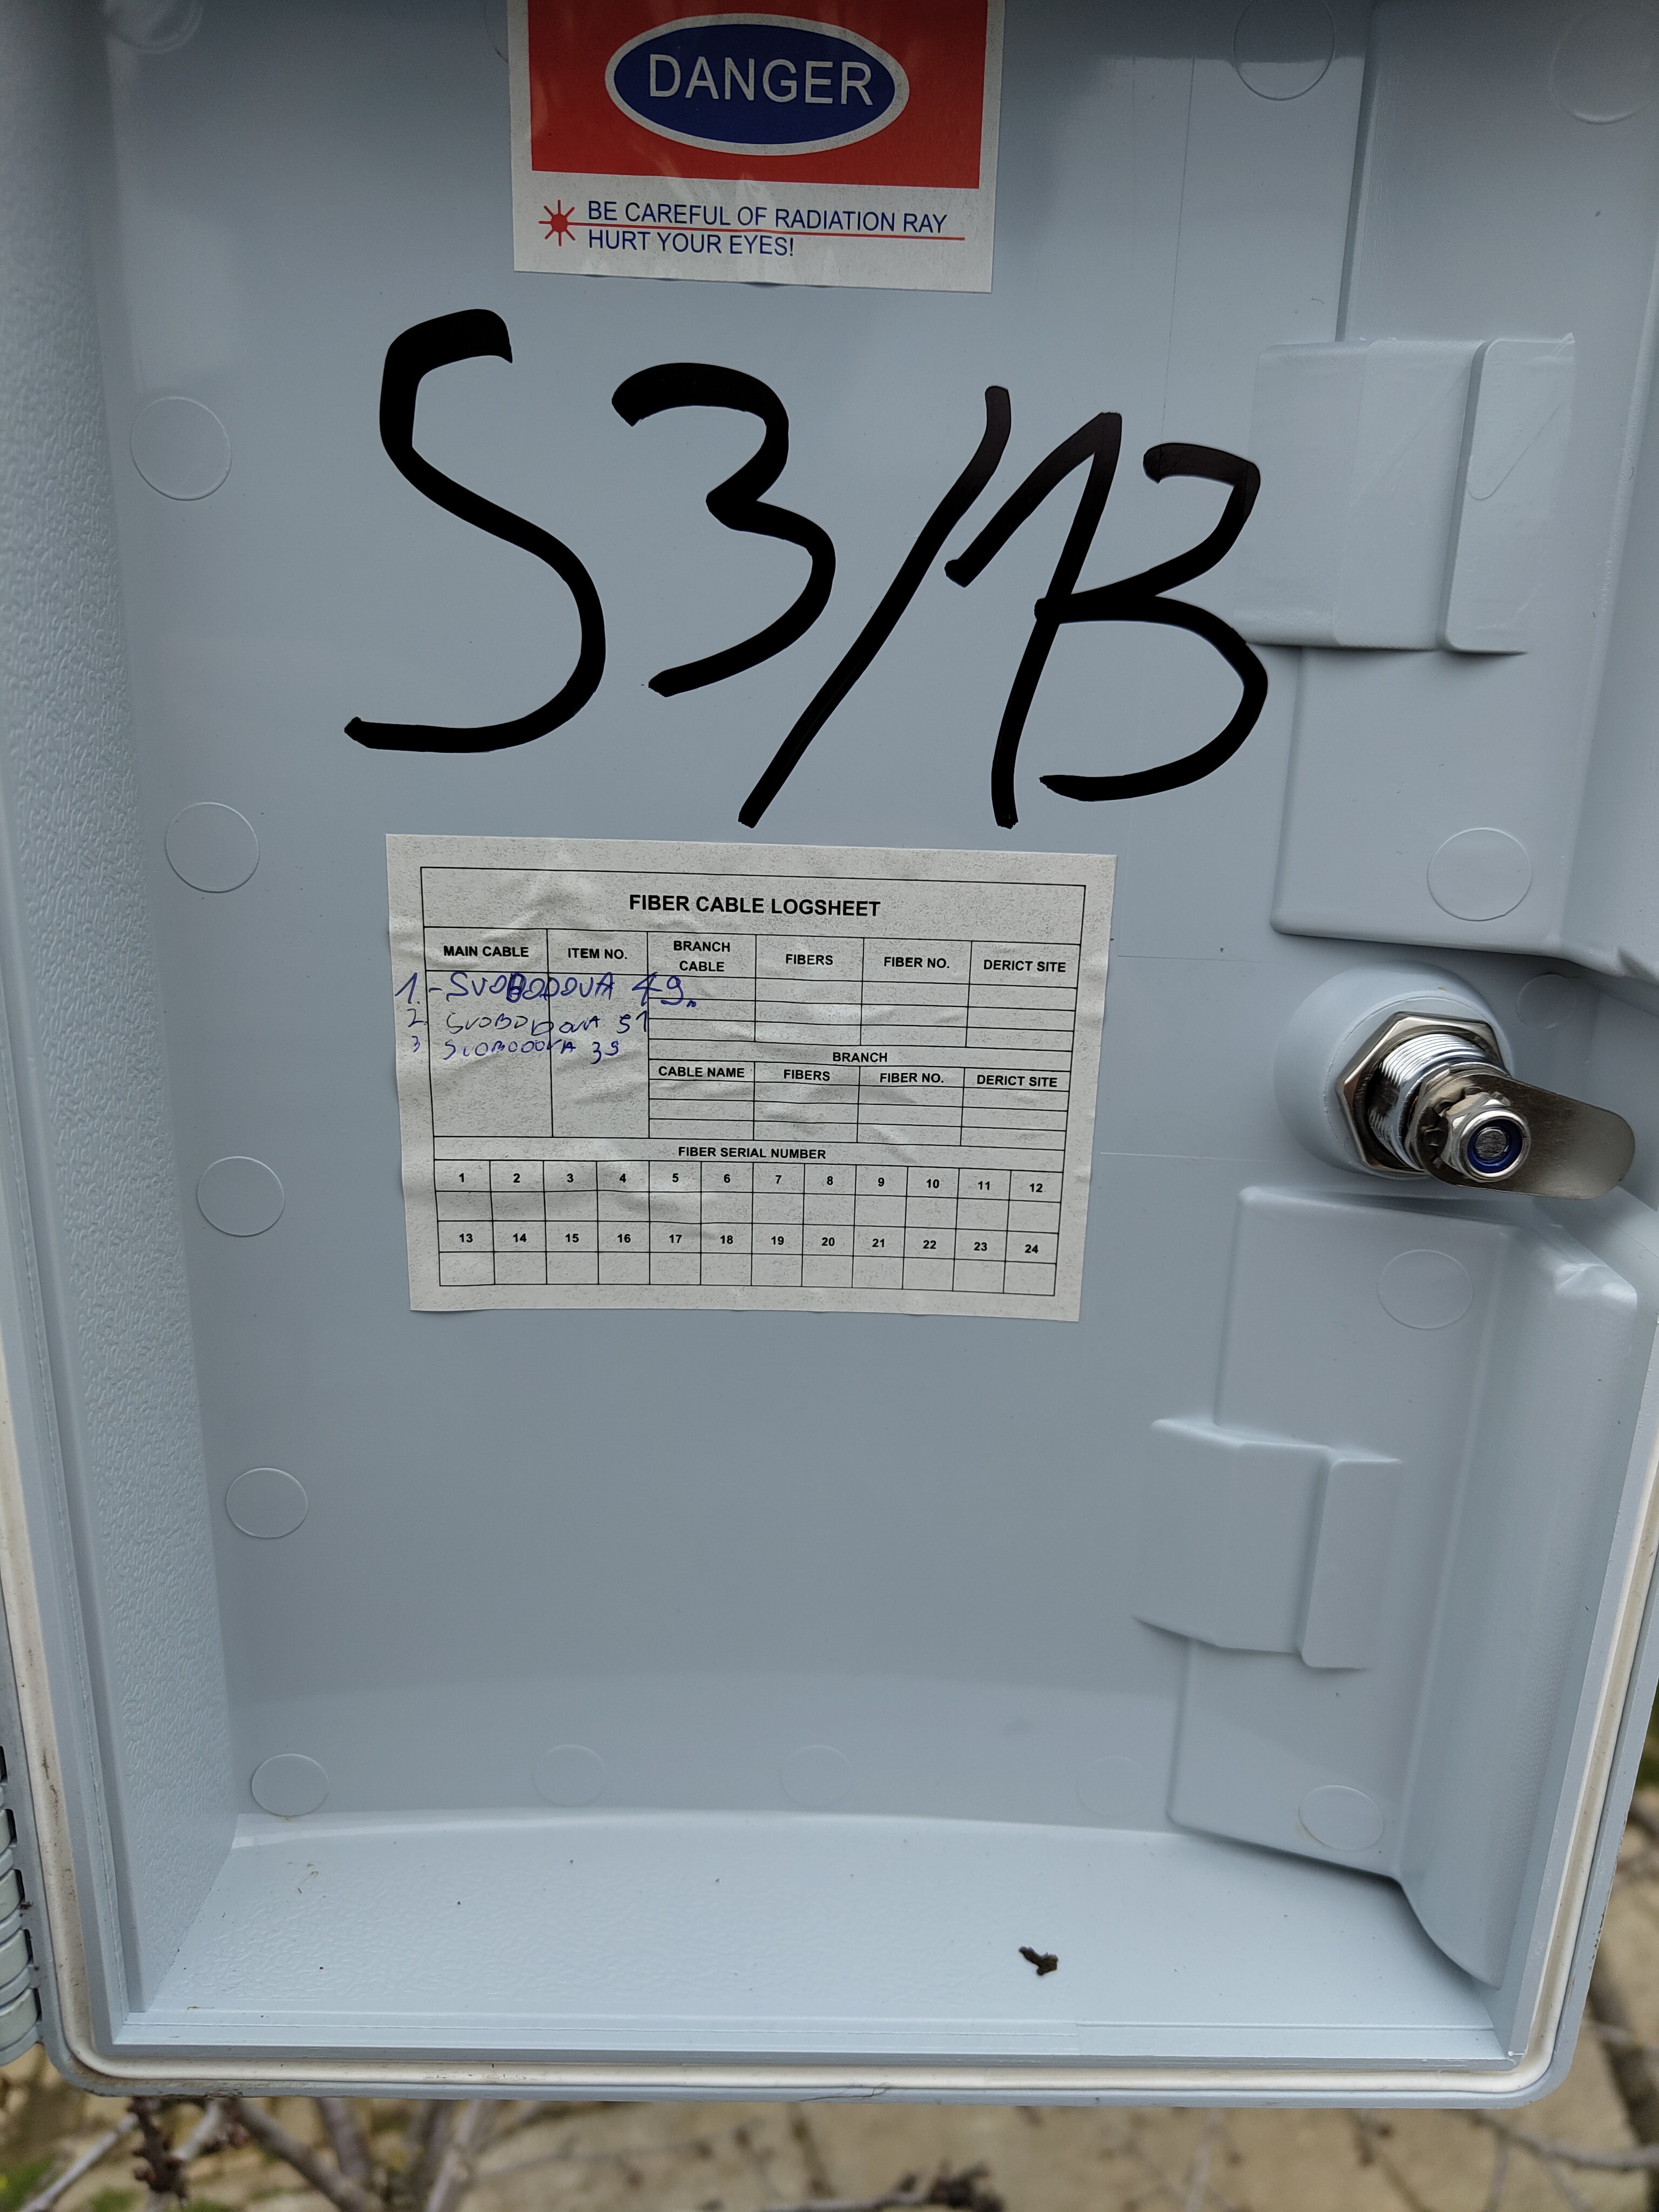 DANGER
BE CAREFUL OF RADIATION RAY
HURT YOUR EYES!
S3/13
FIBER CABLE LOGSHEET
MAIN CABLE ITEM NO. BRANCH CABLE FIBERS FIBER NO. DERICT SITE
1.- SVOBODOVA 49.
2. SVOBODOVA 51
3 SVOBODOVA 39
BRANCH
CABLE NAME FIBERS FIBER NO. DERICT SITE
FIBER SERIAL NUMBER
1 2 3 4 5 6 7 8 9 10 11 12
13 14 15 16 17 18 19 20 21 22 23 24